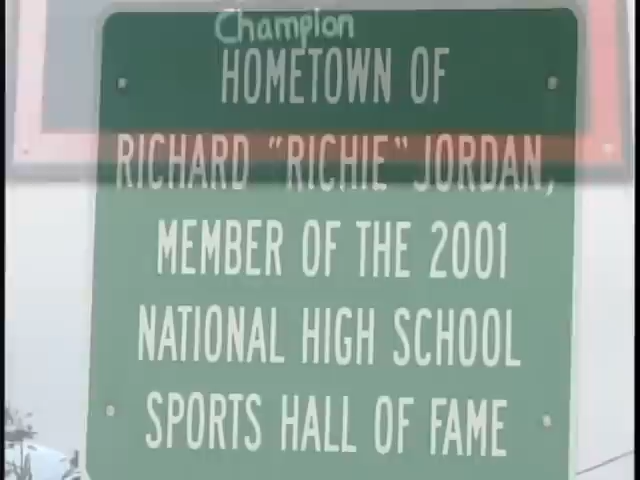 Champion
HOMETOWN OF
RICHARD "RICHIE" JORDAN,
MEMBER OF THE 2001
NATIONAL HIGH SCHOOL
SPORTS HALL OF FAME